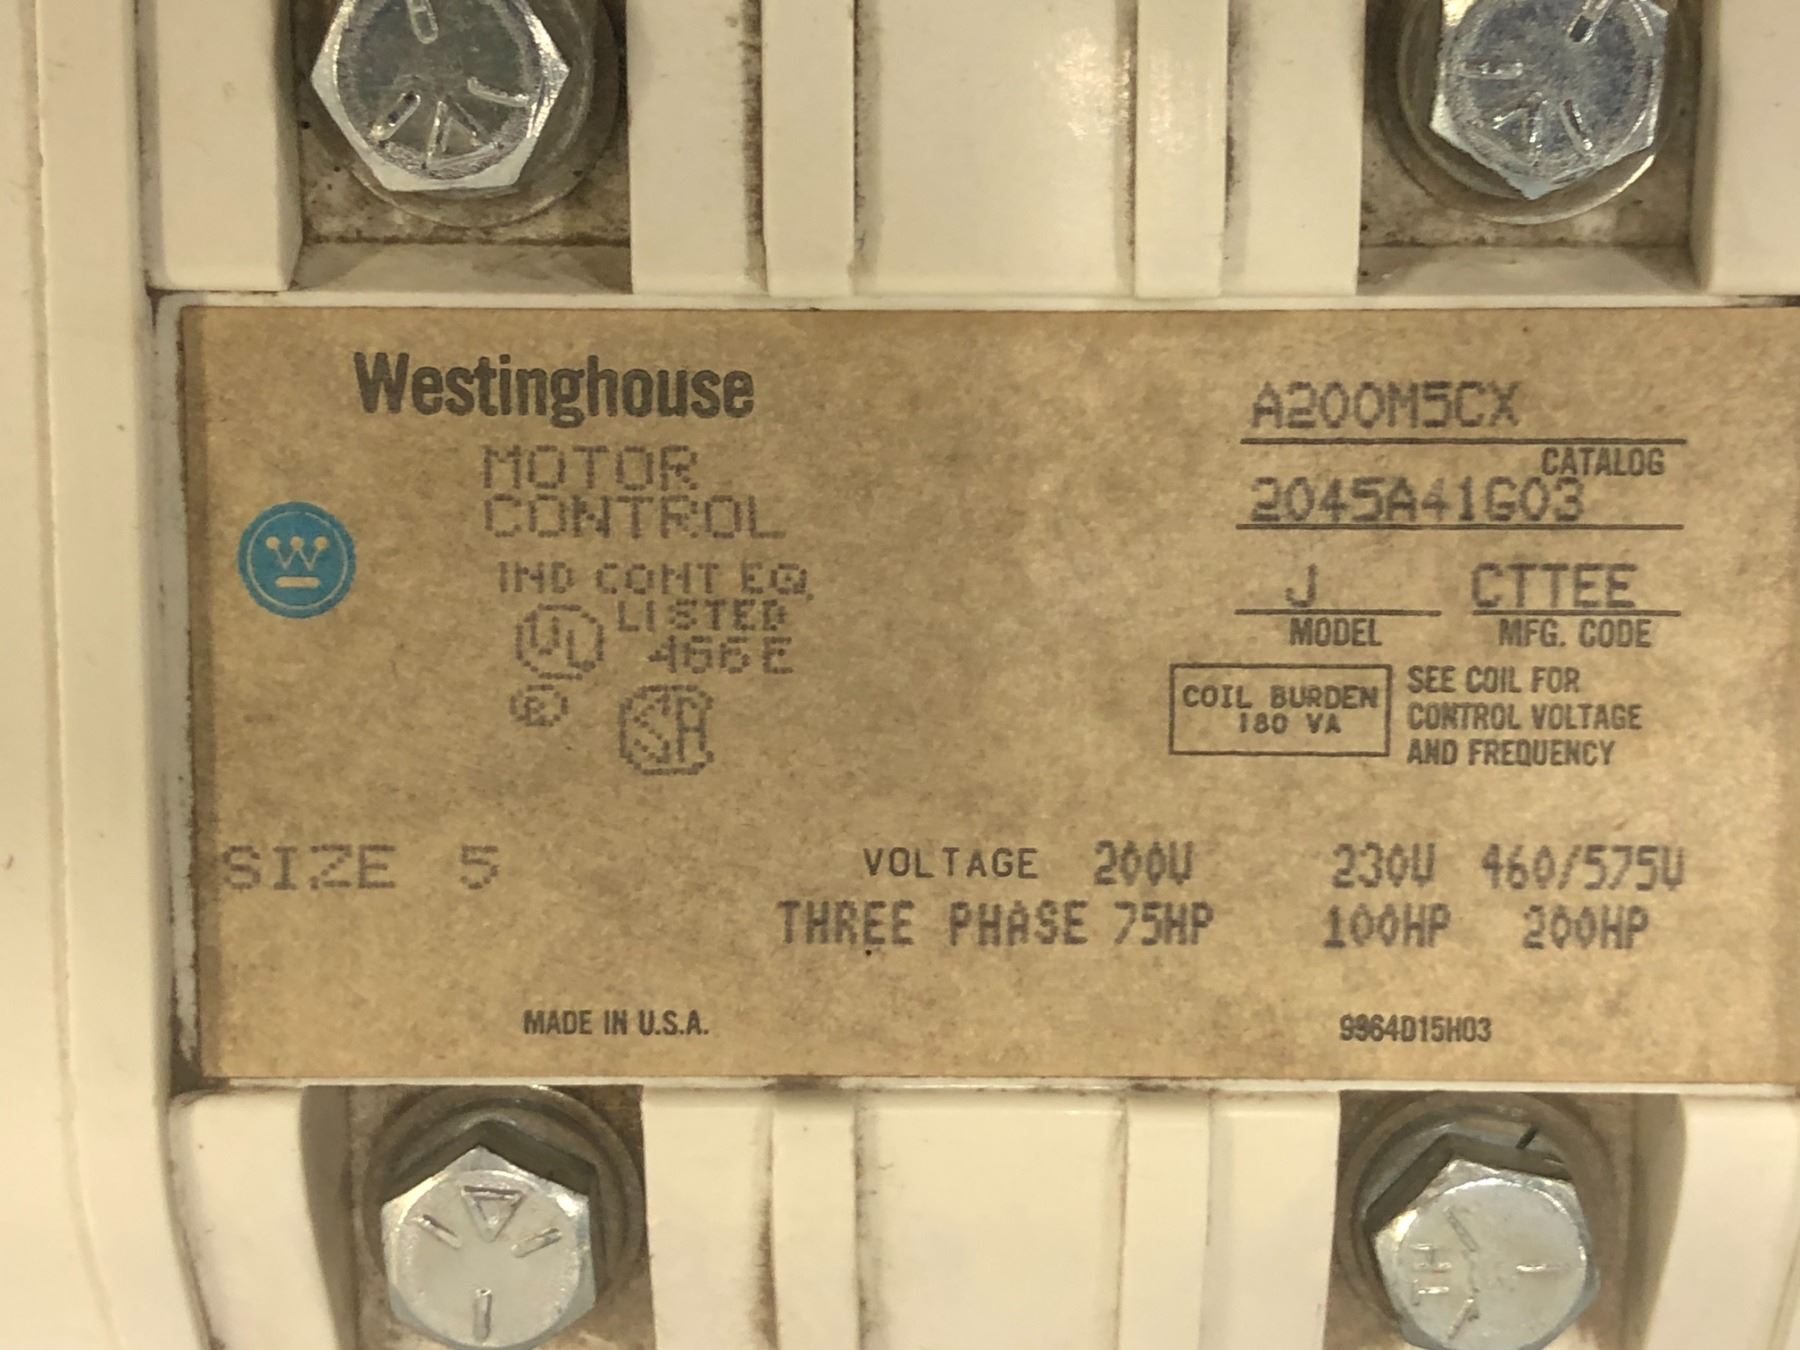 Westinghouse
MOTOR
CONTROL
IND CONT EQ.
UL LISTED
466E
R
SA
A200M5CX
CATALOG
2045A41G03
J CTTEE
MODEL MFG. CODE
COIL BURDEN
180 VA
SEE COIL FOR
CONTROL VOLTAGE
AND FREQUENCY
SIZE 5
VOLTAGE 200V 230V 460/575V
THREE PHASE 75HP 100HP 200HP
MADE IN U.S.A. 9964D15H03
W